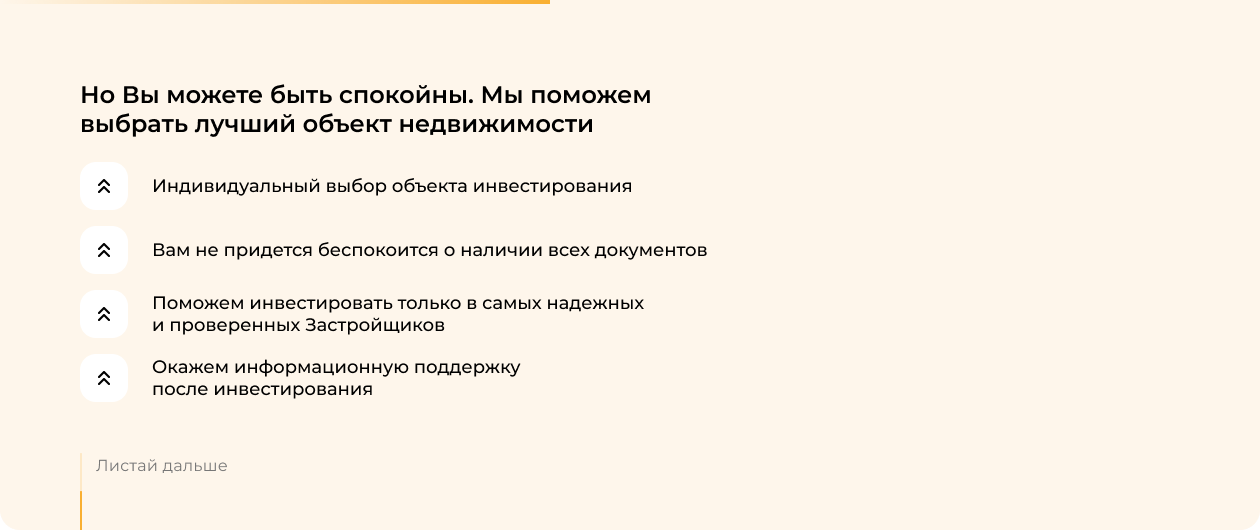 Но Вы можете быть спокойны. Мы поможем
выбрать лучший объект недвижимости
Индивидуальный выбор объекта инвестирования
Вам не придется беспокоится о наличии всех документов
Поможем инвестировать только в самых надежных
и проверенных Застройщиков
Окажем информационную поддержку
после инвестирования
Листай дальше